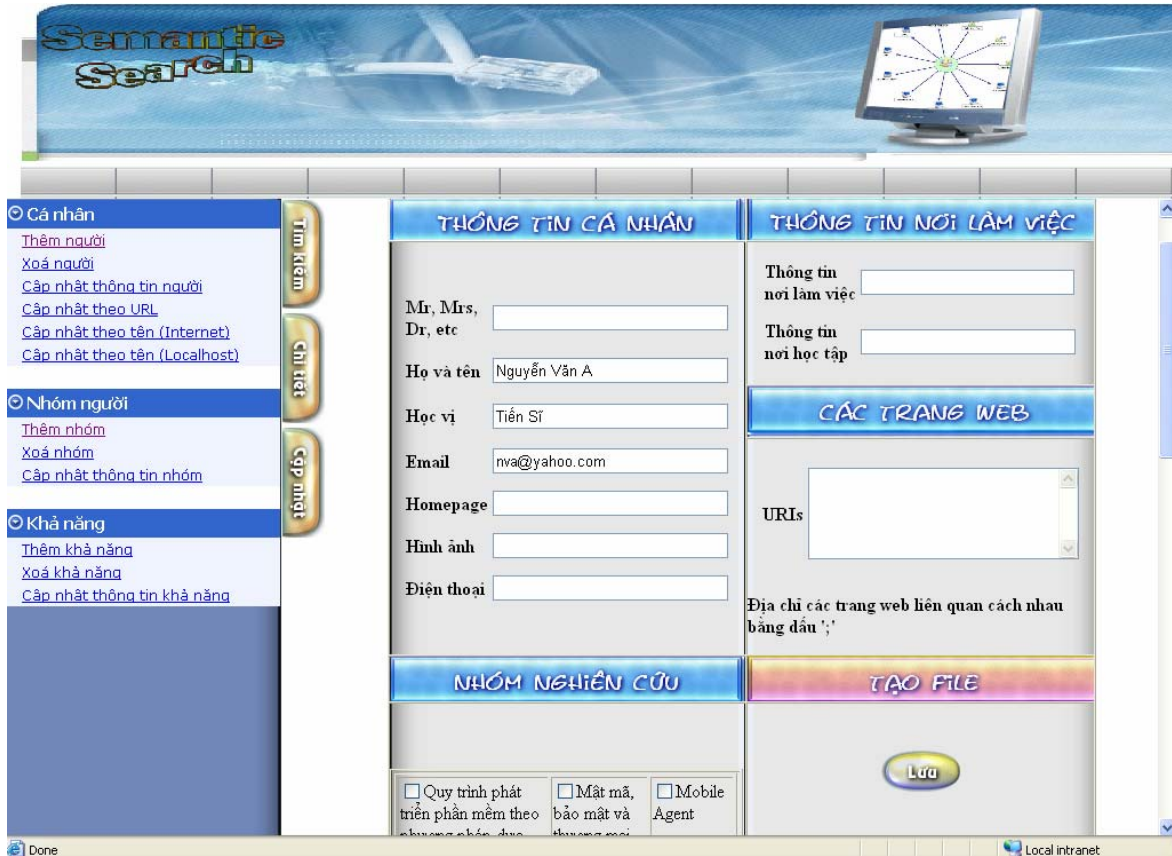 Semantic
Search
Cá nhân
Thêm người
Xoá người
Cập nhật thông tin người
Cập nhật theo URL
Cập nhật theo tên (Internet)
Cập nhật theo tên (Localhost)
Nhóm người
Thêm nhóm
Xoá nhóm
Cập nhật thông tin nhóm
Khả năng
Thêm khả năng
Xoá khả năng
Cập nhật thông tin khả năng
Tìm kiếm
Chi tiết
Cập nhật
THÔNG TIN CÁ NHÂN
Mr, Mrs,
Dr, etc
Họ và tên Nguyễn Văn A
Học vị Tiến Sĩ
Email nva@yahoo.com
Homepage
Hình ảnh
Điện thoại
NHÓM NGHIÊN CỨU
Quy trình phát
triển phần mềm theo
phương pháp dựa
Mật mã,
bảo mật và
thương mại
Mobile
Agent
THÔNG TIN NƠI LÀM VIỆC
Thông tin
nơi làm việc
Thông tin
nơi học tập
CÁC TRANG WEB
URIs
Địa chỉ các trang web liên quan cách nhau
bằng dấu ';'
TẠO FILE
Lưu
Done
Local intranet